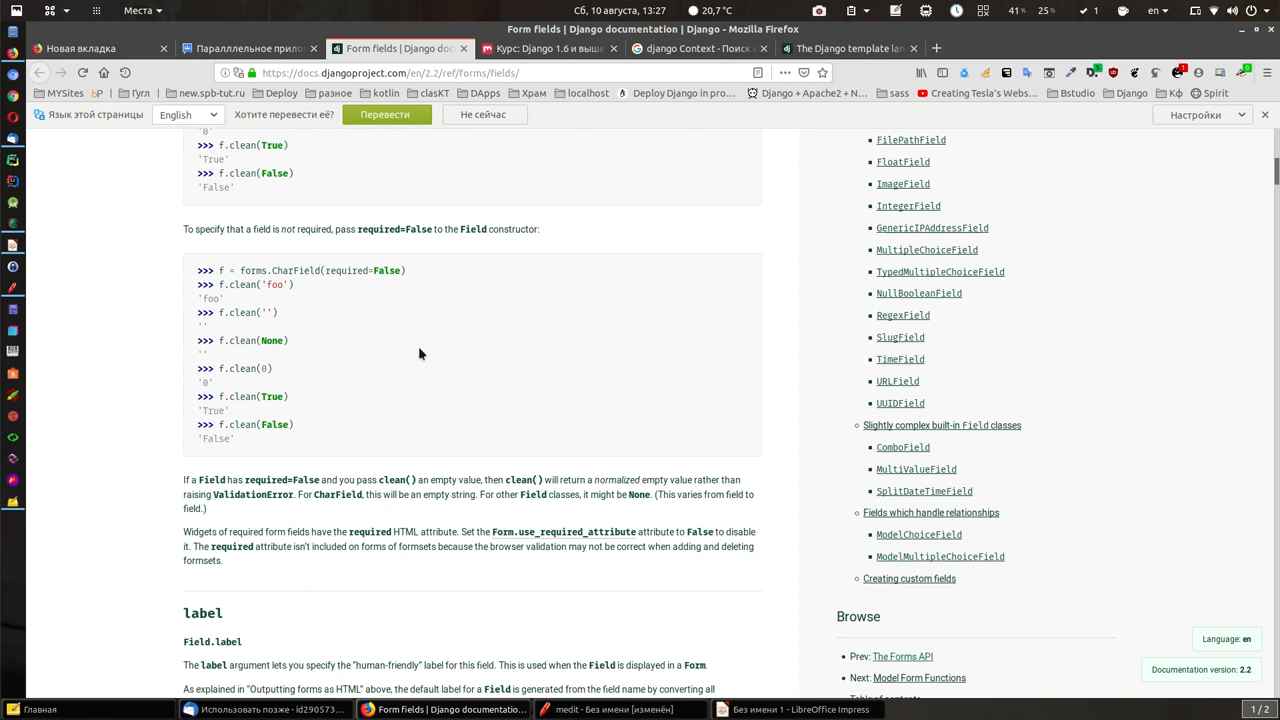 Места
Сб, 10 августа, 13:27
20,7 °C
41%
25
1
en
Form fields | Django documentation | Django - Mozilla Firefox
Новая вкладка
Паралллельное прило
Form fields | Django doc
Курс: Django 1.6 и выше
django Context - Поиск
The Django template lan
https://docs.djangoproject.com/en/2.2/ref/forms/fields/
MYSites
Р
Гугл
new.spb-tut.ru
Deploy
разное
kotlin
clasKT
DApps
Храм
localhost
Deploy Django in pro…
Django + Apache2 + N…
sass
Creating Tesla's Webs…
Bstudio
Django
Кф
Spirit
Язык этой страницы
English
Хотите перевести её?
Перевести
Не сейчас
Настройки
'0'
>>> f.clean(True)
'True'
>>> f.clean(False)
'False'
To specify that a field is not required, pass required=False to the Field constructor:
>>> f = forms.CharField(required=False)
>>> f.clean('foo')
'foo'
>>> f.clean('')
''
>>> f.clean(None)
''
>>> f.clean(0)
'0'
>>> f.clean(True)
'True'
>>> f.clean(False)
'False'
If a Field has required=False and you pass clean() an empty value, then clean() will return a normalized empty value rather than
raising ValidationError. For CharField, this will be an empty string. For other Field classes, it might be None. (This varies from field to
field.)
Widgets of required form fields have the required HTML attribute. Set the Form.use_required_attribute attribute to False to disable
it. The required attribute isn't included on forms of formsets because the browser validation may not be correct when adding and deleting
formsets.
label
Field.label
The label argument lets you specify the "human-friendly" label for this field. This is used when the Field is displayed in a Form.
As explained in "Outputting forms as HTML" above, the default label for a Field is generated from the field name by converting all
FilePathField
FloatField
ImageField
IntegerField
GenericIPAddressField
MultipleChoiceField
TypedMultipleChoiceField
NullBooleanField
RegexField
SlugField
TimeField
URLField
UUIDField
Slightly complex built-in Field classes
ComboField
MultiValueField
SplitDateTimeField
Fields which handle relationships
ModelChoiceField
ModelMultipleChoiceField
Creating custom fields
Browse
Prev: The Forms API
Next: Model Form Functions
Table of contents
Language: en
Documentation version: 2.2
Главная
Использовать позже - id290573…
Form fields | Django documentatio…
medit - Без имени [изменён]
Без имени 1 - LibreOffice Impress
1 / 2